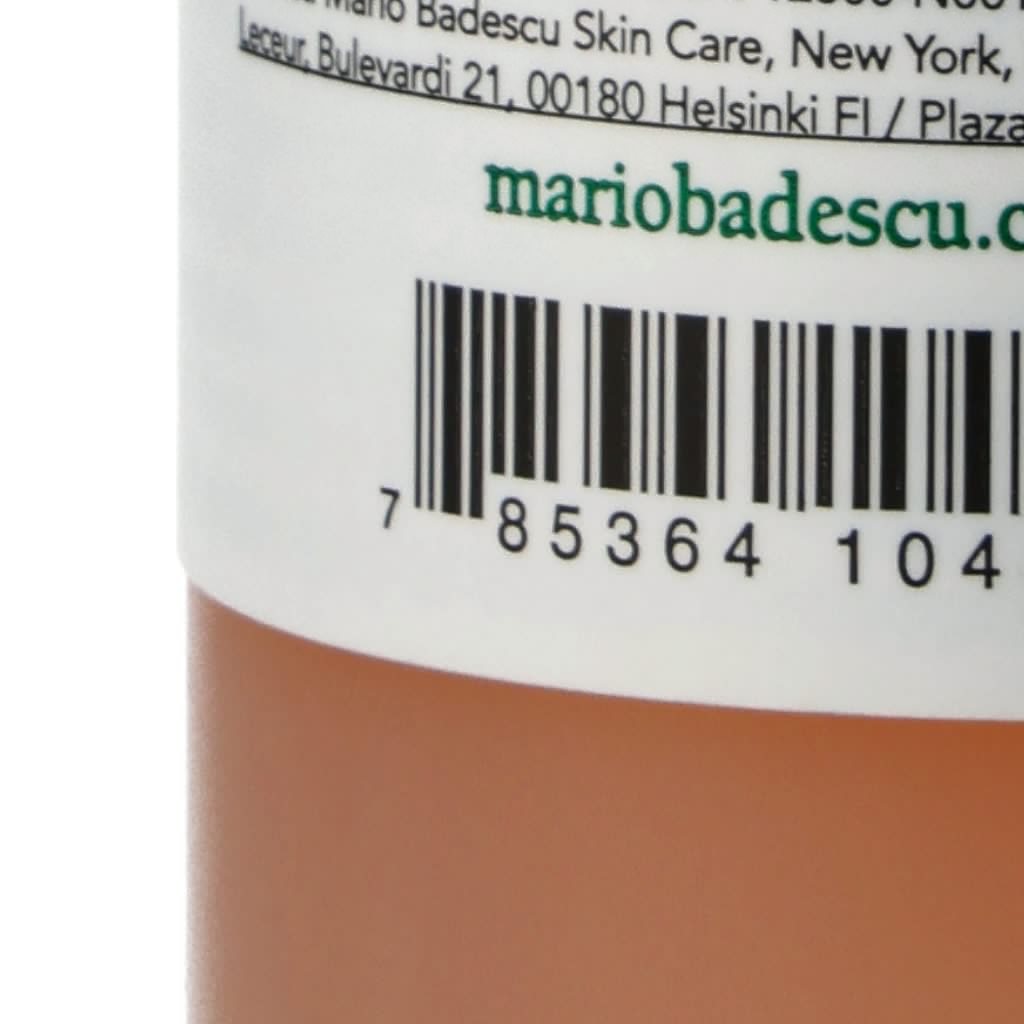 Mario Badescu Skin Care, New York,
Leceur, Bulevardi 21, 00180 Helsinki FI / Plaza
mariobadescu.c
7 85364 104